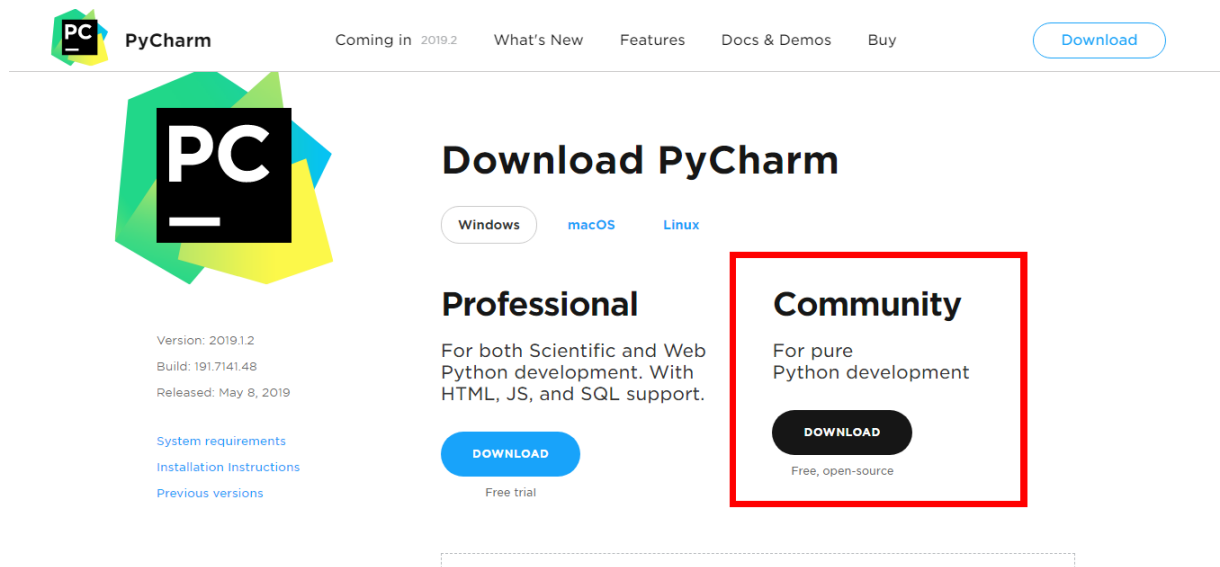 PC PyCharm Coming in 2019.2 What's New Features Docs & Demos Buy Download
PC
Download PyCharm
Windows macOS Linux
Professional
For both Scientific and Web
Python development. With
HTML, JS, and SQL support.
DOWNLOAD
Free trial
Community
For pure
Python development
DOWNLOAD
Free, open-source
Version: 2019.1.2
Build: 191.7141.48
Released: May 8, 2019
System requirements
Installation Instructions
Previous versions